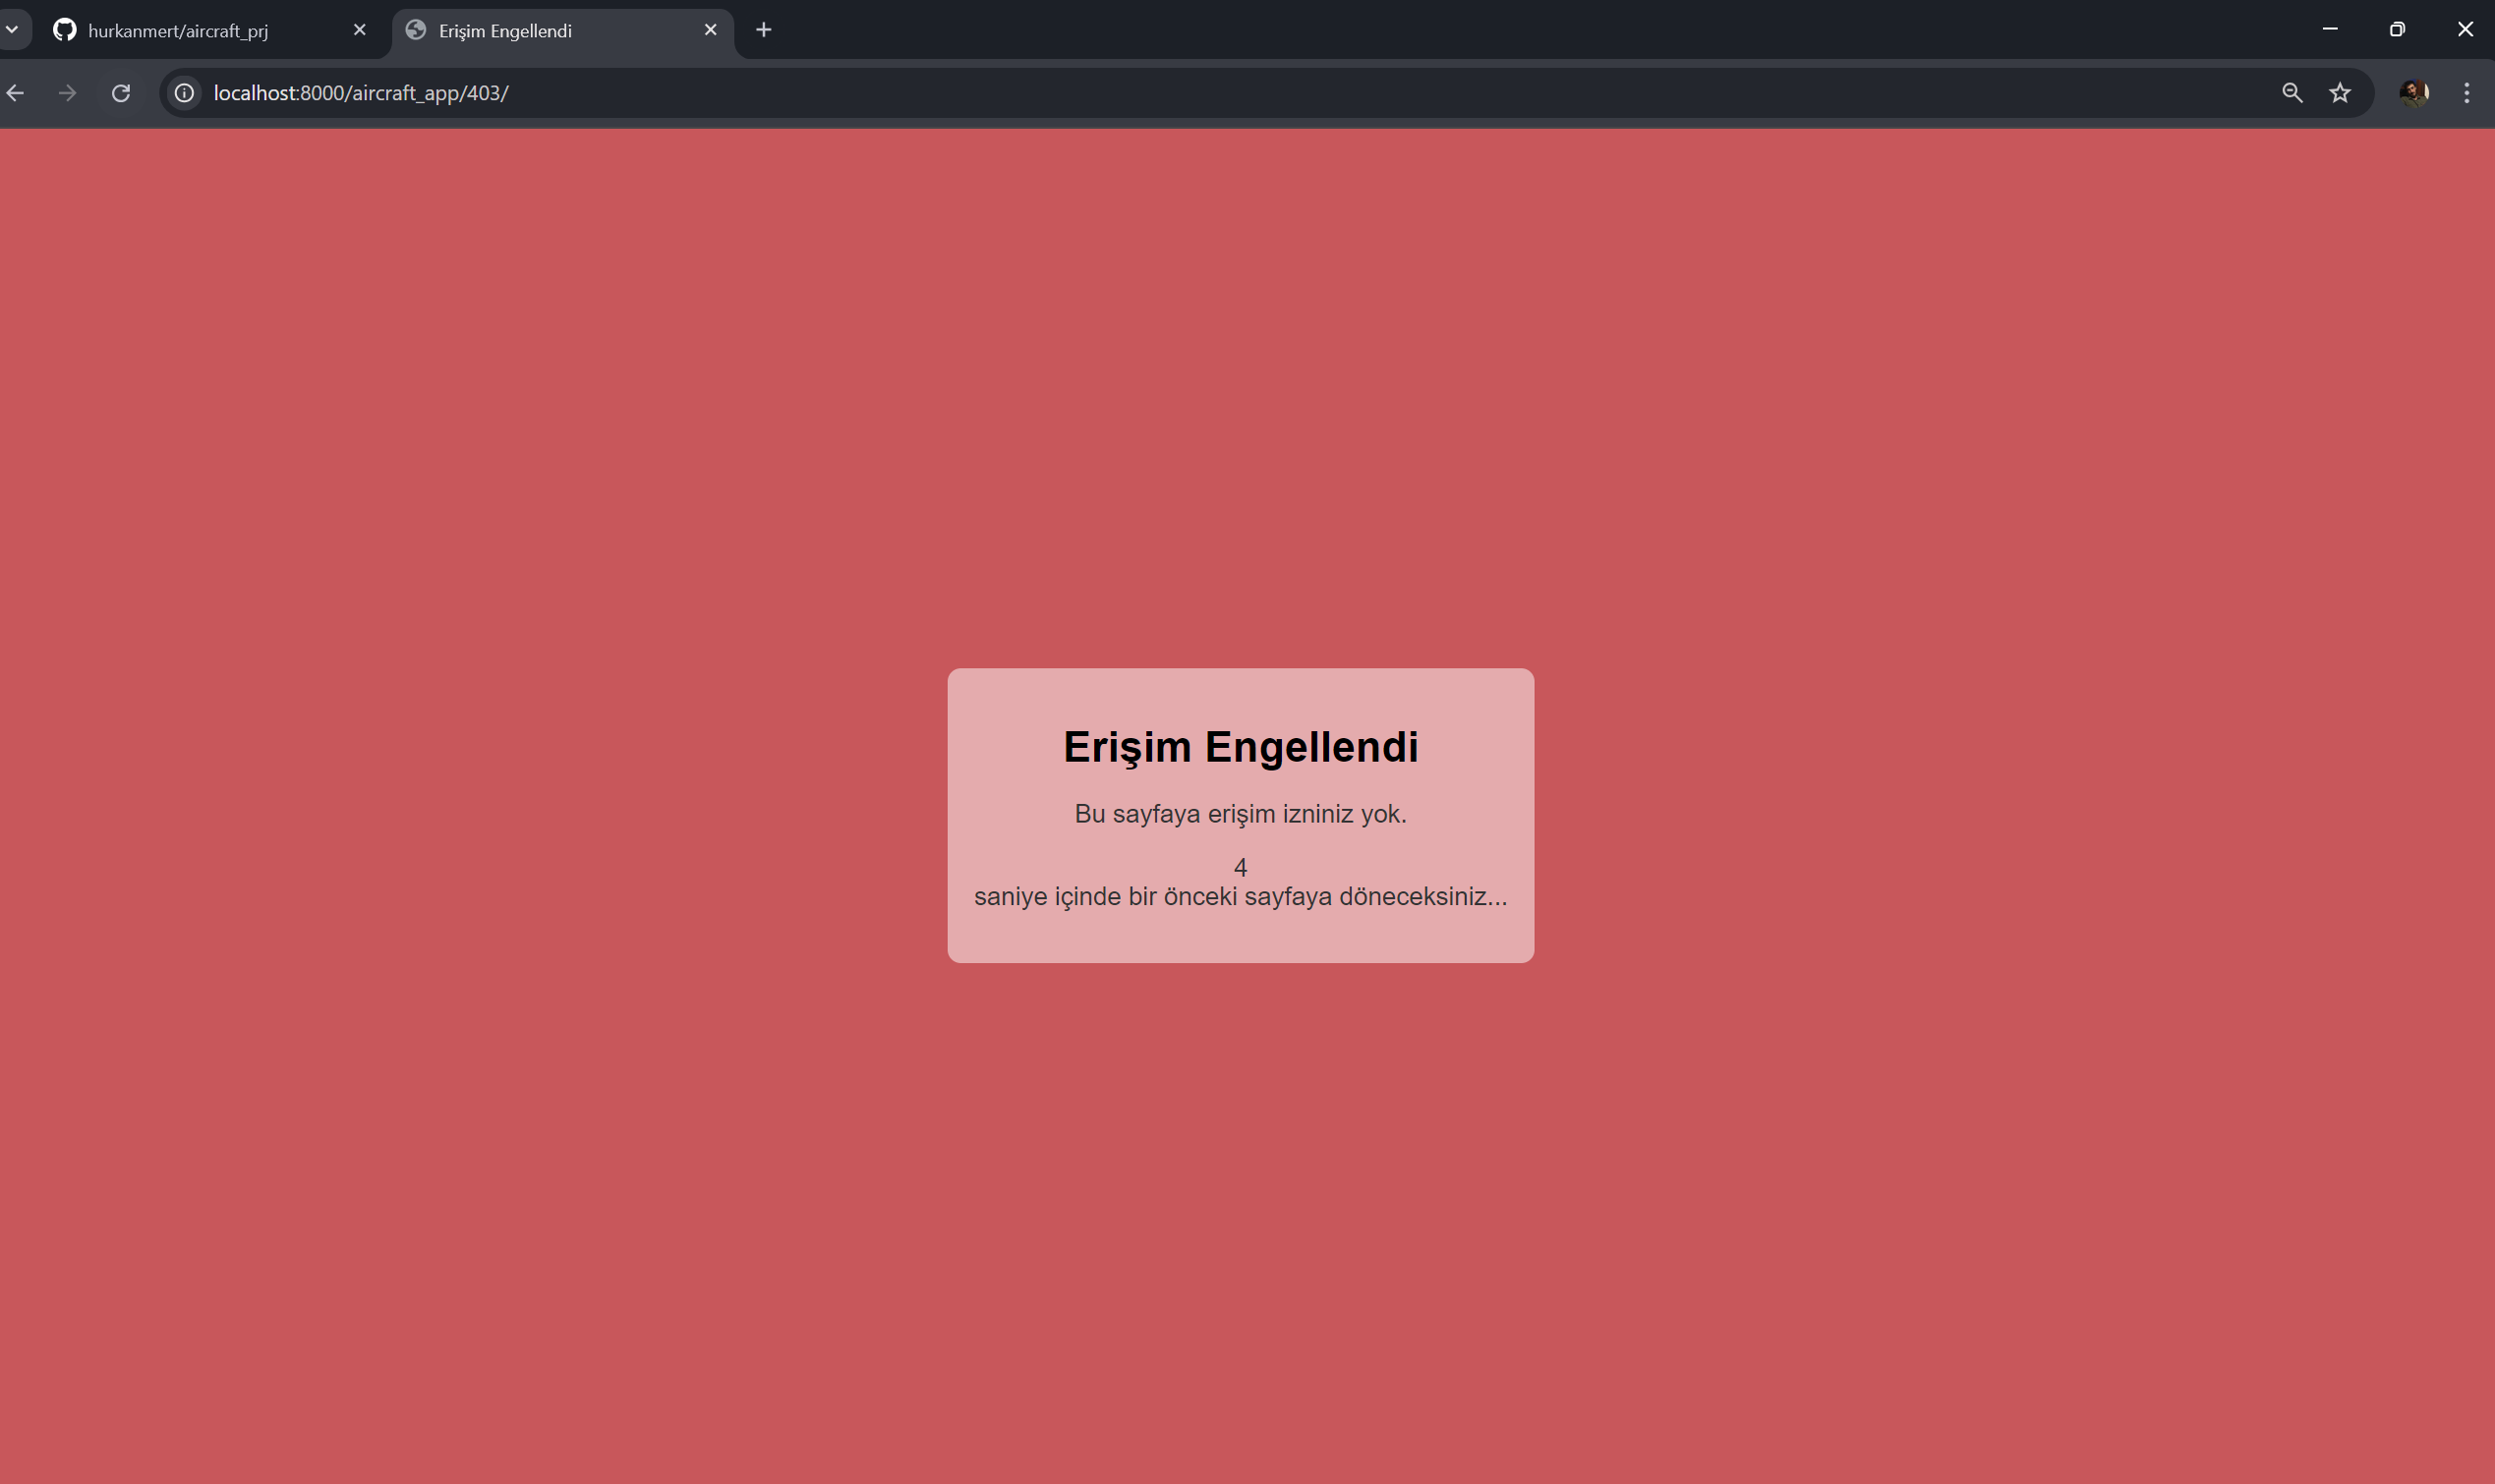 hurkanmert/aircraft_prj
Erişim Engellendi
localhost:8000/aircraft_app/403/
Erişim Engellendi
Bu sayfaya erişim izniniz yok.
4
saniye içinde bir önceki sayfaya döneceksiniz...